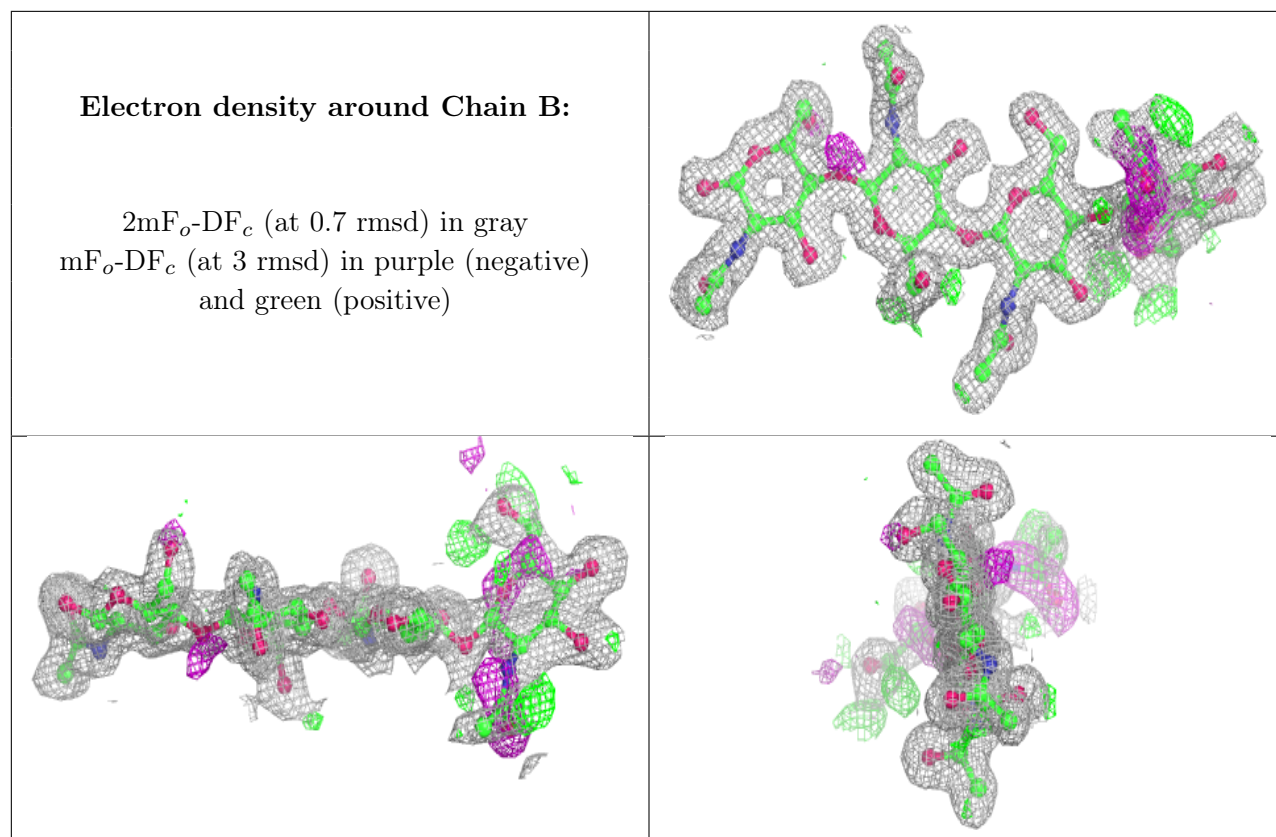 Electron density around Chain B:
2mFo-DFc (at 0.7 rmsd) in gray
mFo-DFc (at 3 rmsd) in purple (negative)
and green (positive)